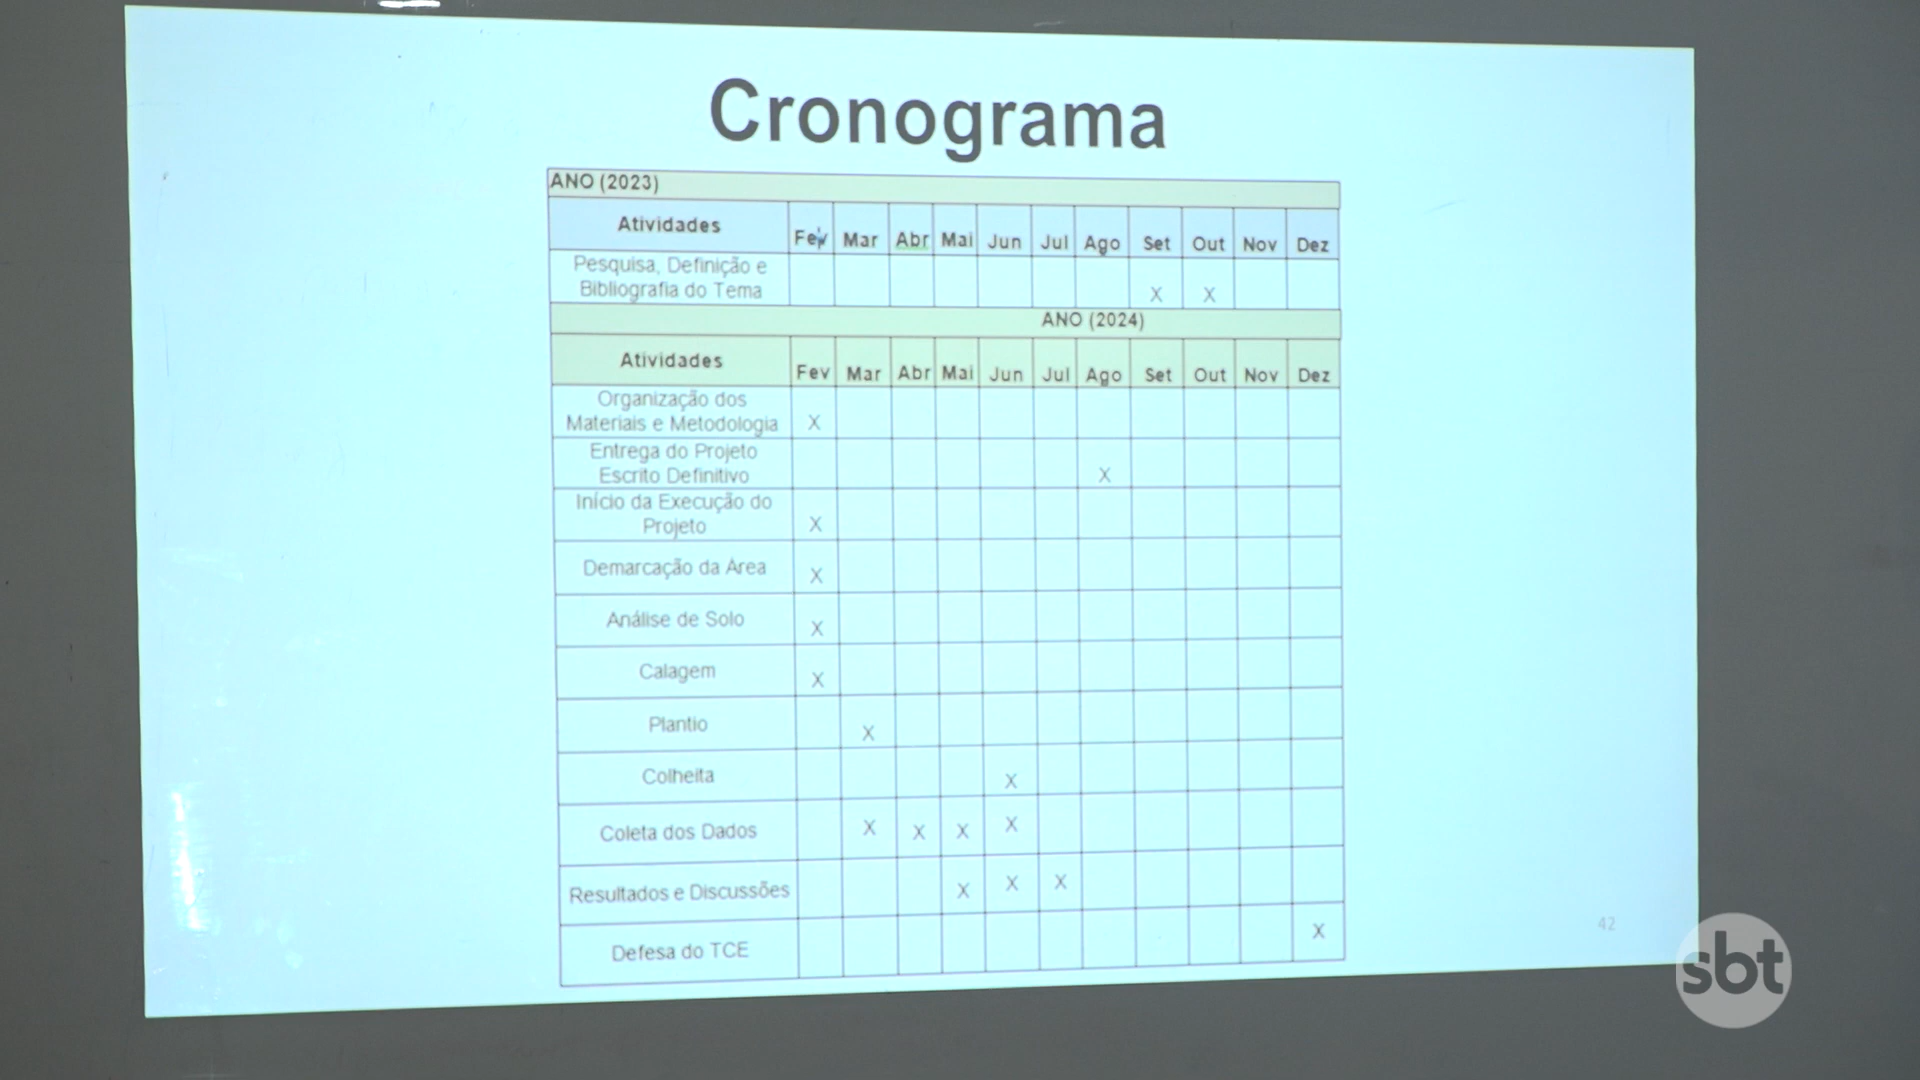 Cronograma
ANO (2023)
Atividades Fev Mar Abr Mai Jun Jul Ago Set Out Nov Dez
Pesquisa, Definição e
Bibliografia do Tema X X
ANO (2024)
Atividades Fev Mar Abr Mai Jun Jul Ago Set Out Nov Dez
Organização dos
Materiais e Metodologia X
Entrega do Projeto
Escrito Definitivo X
Início da Execução do
Projeto X
Demarcação da Área X
Análise de Solo X
Calagem X
Plantio X
Colheita X
Coleta dos Dados X X X X
Resultados e Discussões X X X
Defesa do TCE X
42
sbt